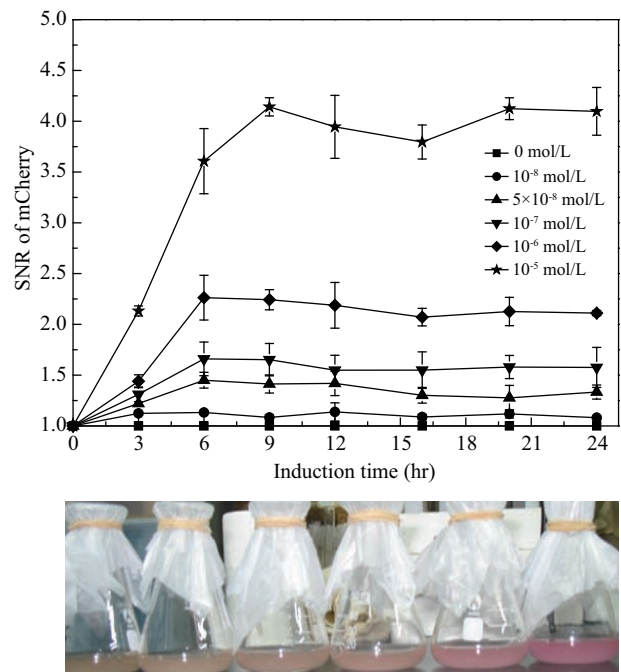 5.0
4.5
4.0
3.5
3.0
2.5
2.0
1.5
1.0
SNR of mCherry
0 mol/L
10⁻⁸ mol/L
5×10⁻⁸ mol/L
10⁻⁷ mol/L
10⁻⁶ mol/L
10⁻⁵ mol/L
0 3 6 9 12 15 18 21 24
Induction time (hr)